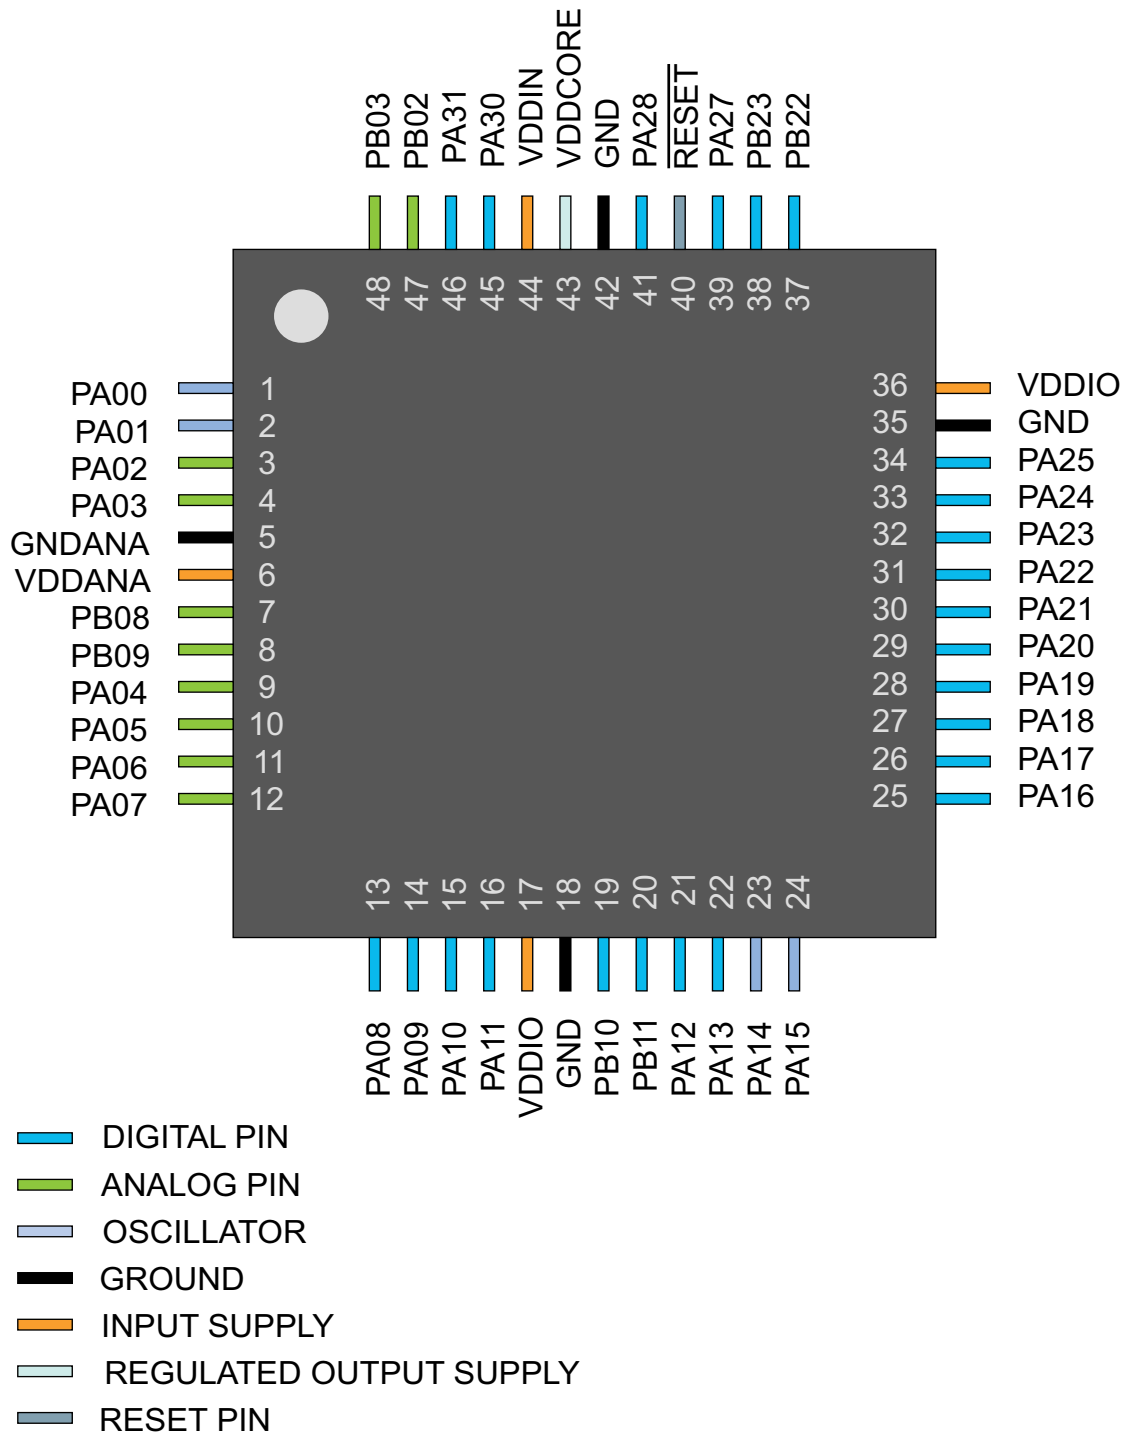 PB03
PB02
PA31
PA30
VDDIN
VDDCORE
GND
PA28
RESET
PA27
PB23
PB22
48
47
46
45
44
43
42
41
40
39
38
37
PA00 1
PA01 2
PA02 3
PA03 4
GNDANA 5
VDDANA 6
PB08 7
PB09 8
PA04 9
PA05 10
PA06 11
PA07 12
36 VDDIO
35 GND
34 PA25
33 PA24
32 PA23
31 PA22
30 PA21
29 PA20
28 PA19
27 PA18
26 PA17
25 PA16
13
14
15
16
17
18
19
20
21
22
23
24
PA08
PA09
PA10
PA11
VDDIO
GND
PB10
PB11
PA12
PA13
PA14
PA15
DIGITAL PIN
ANALOG PIN
OSCILLATOR
GROUND
INPUT SUPPLY
REGULATED OUTPUT SUPPLY
RESET PIN